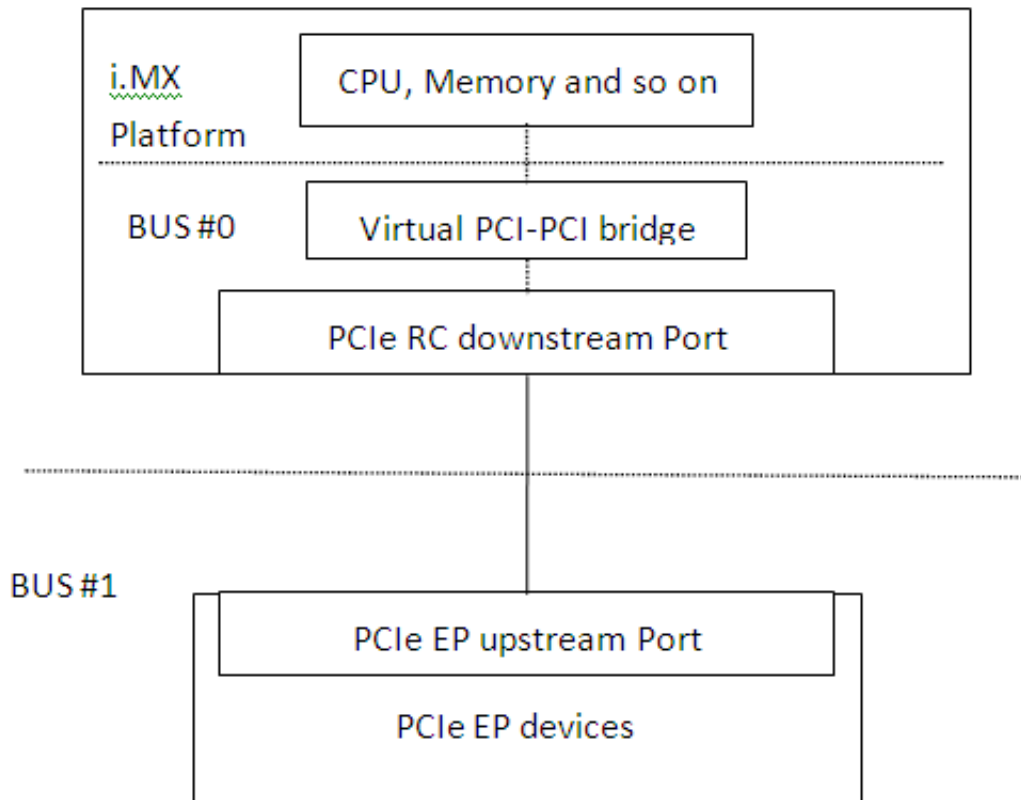 i.MX
Platform
CPU, Memory and so on
BUS #0
Virtual PCI-PCI bridge
PCIe RC downstream Port
BUS #1
PCIe EP upstream Port
PCIe EP devices